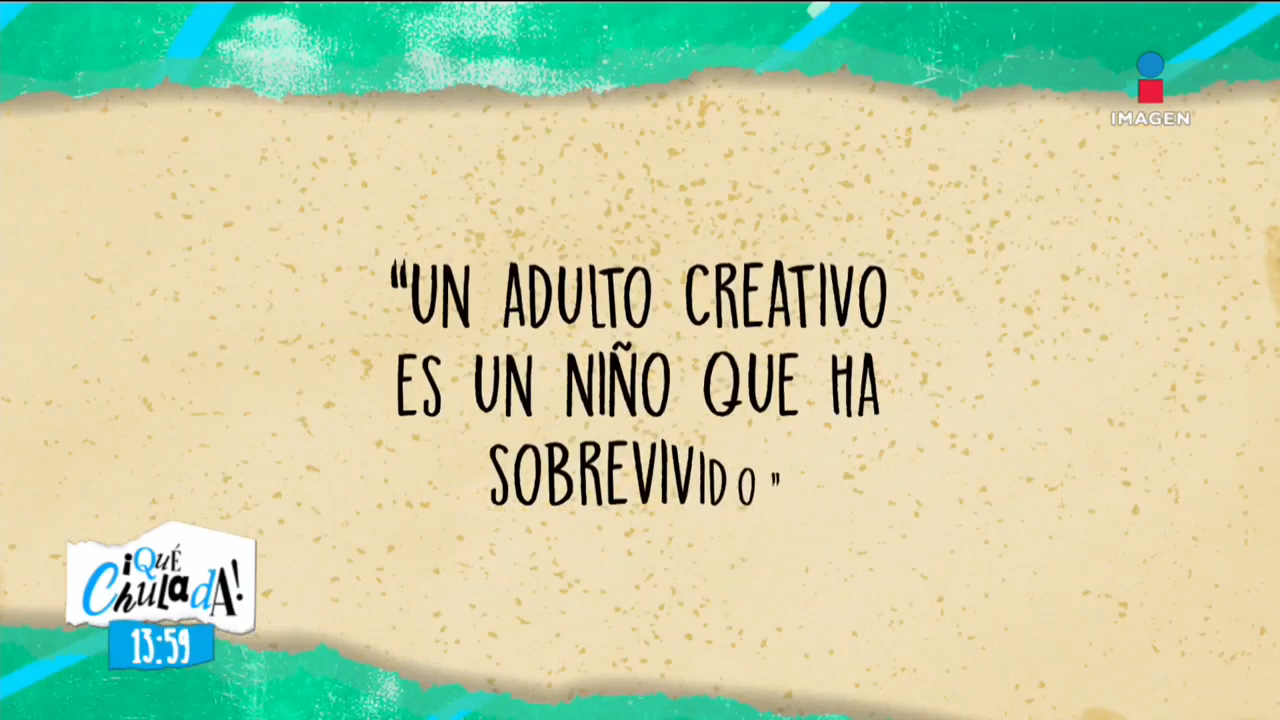 IMAGEN
“UN ADULTO CREATIVO
ES UN NIÑO QUE HA
SOBREVIVIDO "
¡QUÉ
CHULADA!
13:59